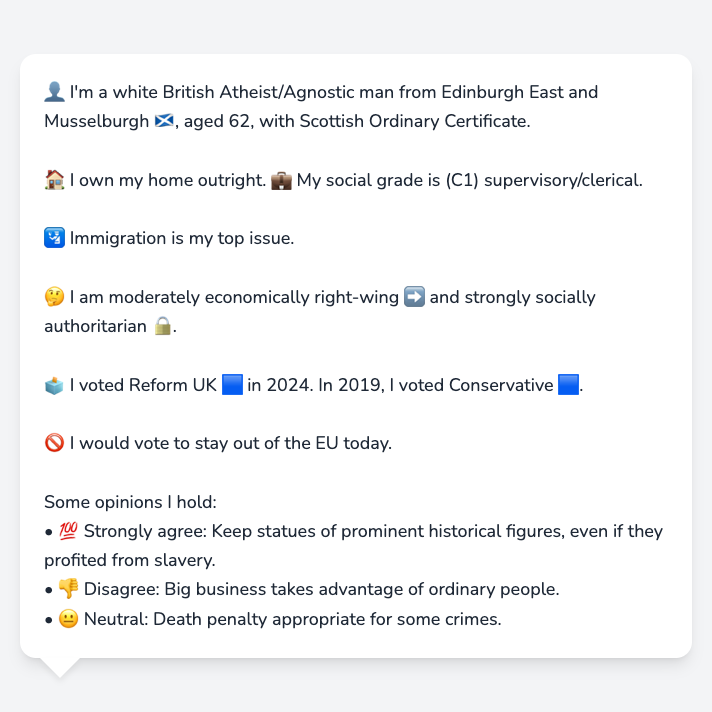 👤 I'm a white British Atheist/Agnostic man from Edinburgh East and
Musselburgh 🏴󠁧󠁢󠁳󠁣󠁴󠁿, aged 62, with Scottish Ordinary Certificate.
🏠 I own my home outright. 💼 My social grade is (C1) supervisory/clerical.
🛂 Immigration is my top issue.
🤔 I am moderately economically right-wing ➡️ and strongly socially
authoritarian 🔒.
🗳️ I voted Reform UK 🟦 in 2024. In 2019, I voted Conservative 🟦.
🚫 I would vote to stay out of the EU today.
Some opinions I hold:
• 💯 Strongly agree: Keep statues of prominent historical figures, even if they
profited from slavery.
• 👎 Disagree: Big business takes advantage of ordinary people.
• 😐 Neutral: Death penalty appropriate for some crimes.